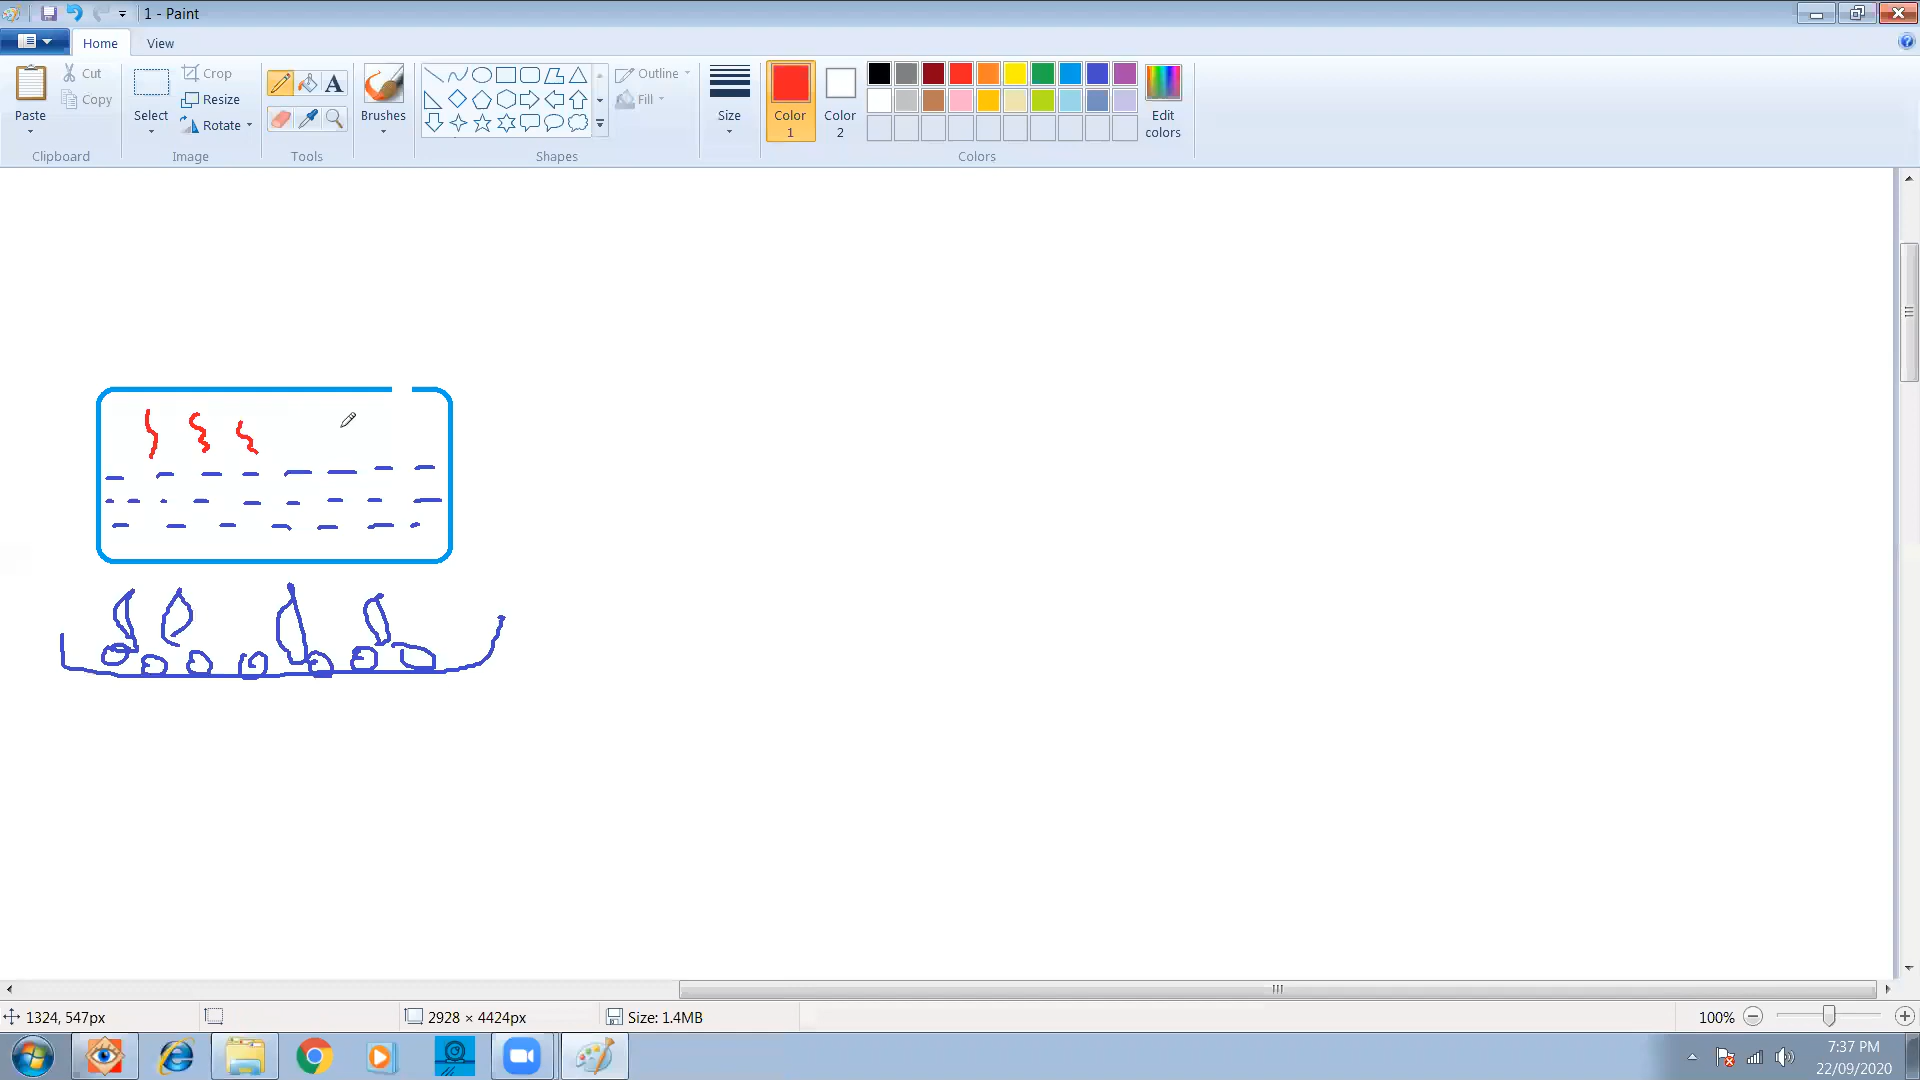 1 - Paint
Home View
Paste
Cut
Copy
Clipboard
Select
Crop
Resize
Rotate
Image
Tools
Brushes
Shapes
Outline
Fill
Size
Color 1
Color 2
Edit colors
Colors
1324, 547px
2928 × 4424px
Size: 1.4MB
100%
7:37 PM
22/09/2020